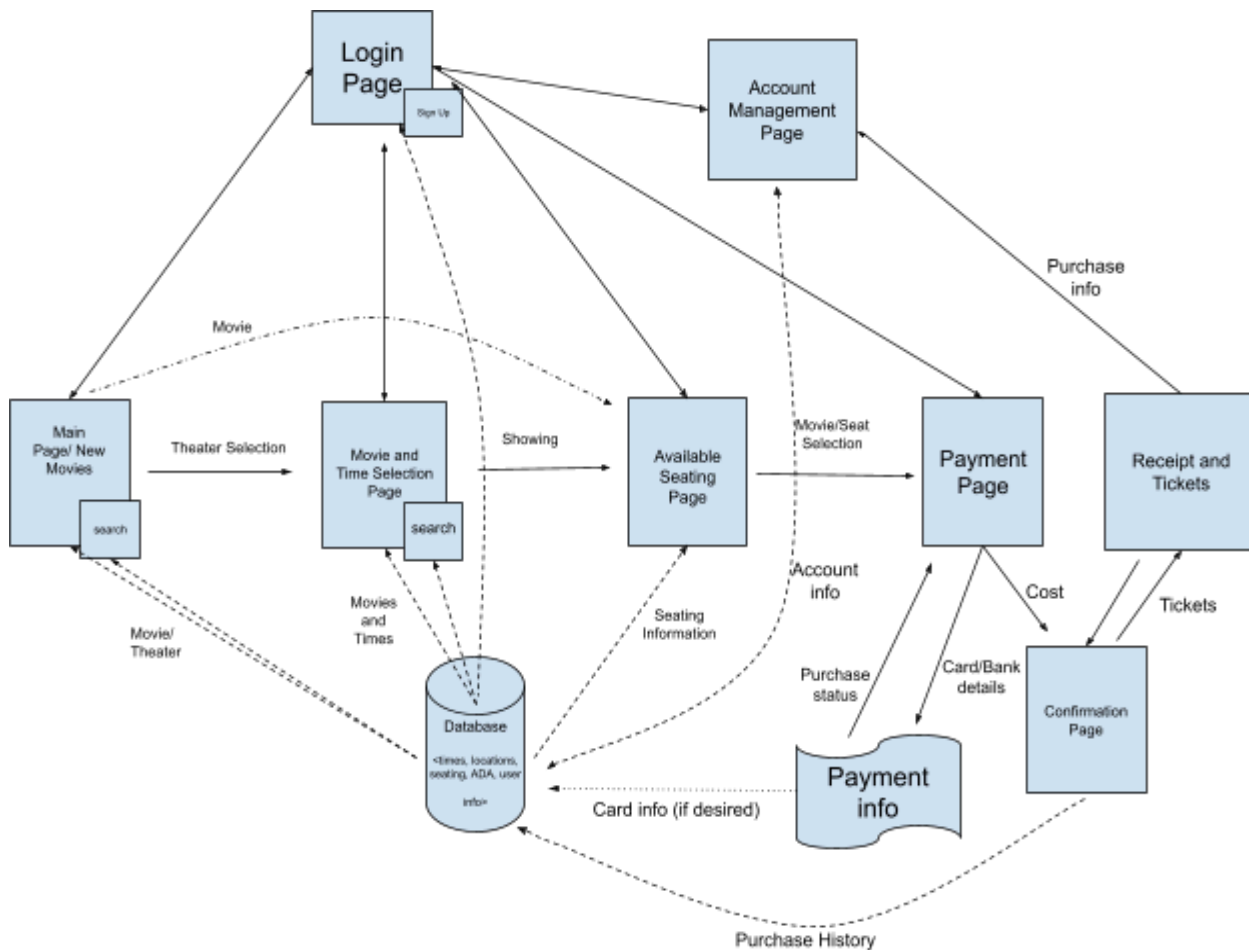 Login
Page
Sign Up
Account
Management
Page
Purchase
info
Movie
Main
Page/ New
Movies
search
Theater Selection
Movie and
Time Selection
Page
search
Showing
Available
Seating
Page
Movie/Seat
Selection
Payment
Page
Receipt and
Tickets
Movie/
Theater
Movies
and
Times
Seating
Information
Account
info
Cost
Tickets
Purchase
status
Card/Bank
details
Confirmation
Page
Database
<times, locations,
seating, ADA, user
info>
Card info (if desired)
Payment
info
Purchase History